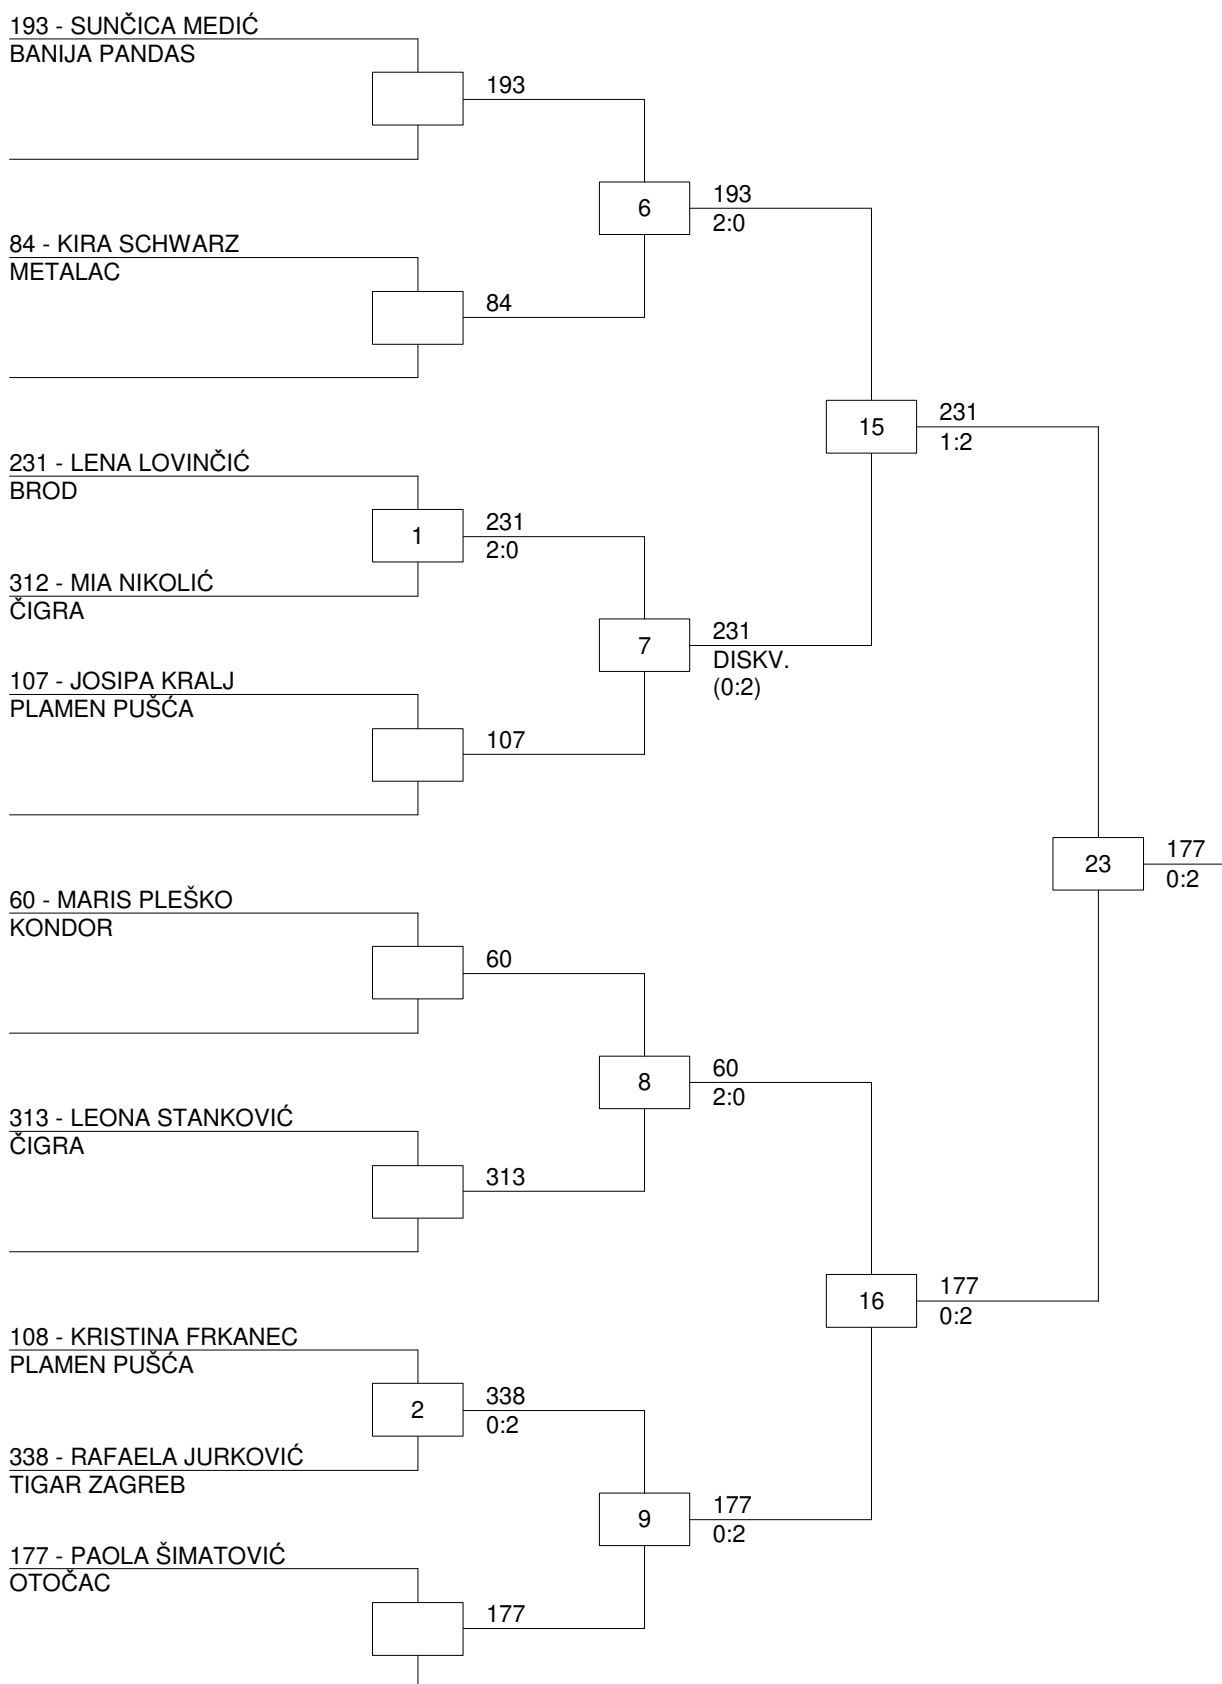 193 - SUNČICA MEDIĆ
BANIJA PANDAS
193
6
193
2:0
84 - KIRA SCHWARZ
METALAC
84
15
231
1:2
231 - LENA LOVINČIĆ
BROD
1
231
2:0
312 - MIA NIKOLIĆ
ČIGRA
7
231
DISKV.
(0:2)
107 - JOSIPA KRALJ
PLAMEN PUŠĆA
107
23
177
0:2
60 - MARIS PLEŠKO
KONDOR
60
8
60
2:0
313 - LEONA STANKOVIĆ
ČIGRA
313
16
177
0:2
108 - KRISTINA FRKANEC
PLAMEN PUŠĆA
2
338
0:2
338 - RAFAELA JURKOVIĆ
TIGAR ZAGREB
9
177
0:2
177 - PAOLA ŠIMATOVIĆ
OTOČAC
177